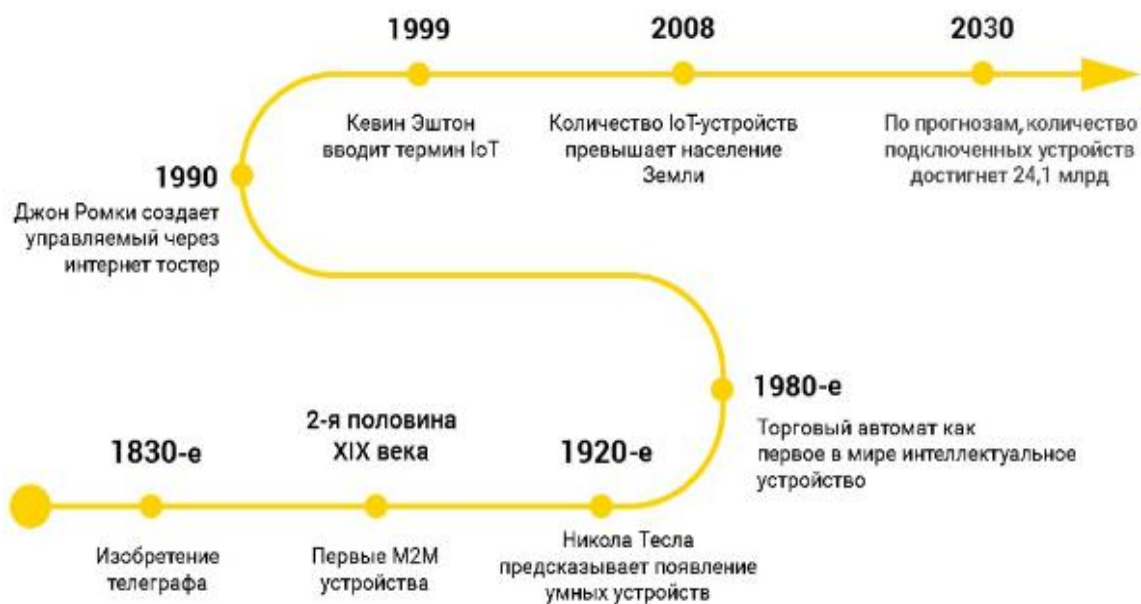 1999
Кевин Эштон
вводит термин IoT
2008
Количество IoT-устройств
превышает население
Земли
2030
По прогнозам, количество
подключенных устройств
достигнет 24,1 млрд
1990
Джон Ромки создает
управляемый через
интернет тостер
1980-е
Торговый автомат как
первое в мире интеллектуальное
устройство
1830-е
Изобретение
телеграфа
2-я половина
XIX века
Первые M2M
устройства
1920-е
Никола Тесла
предсказывает появление
умных устройств